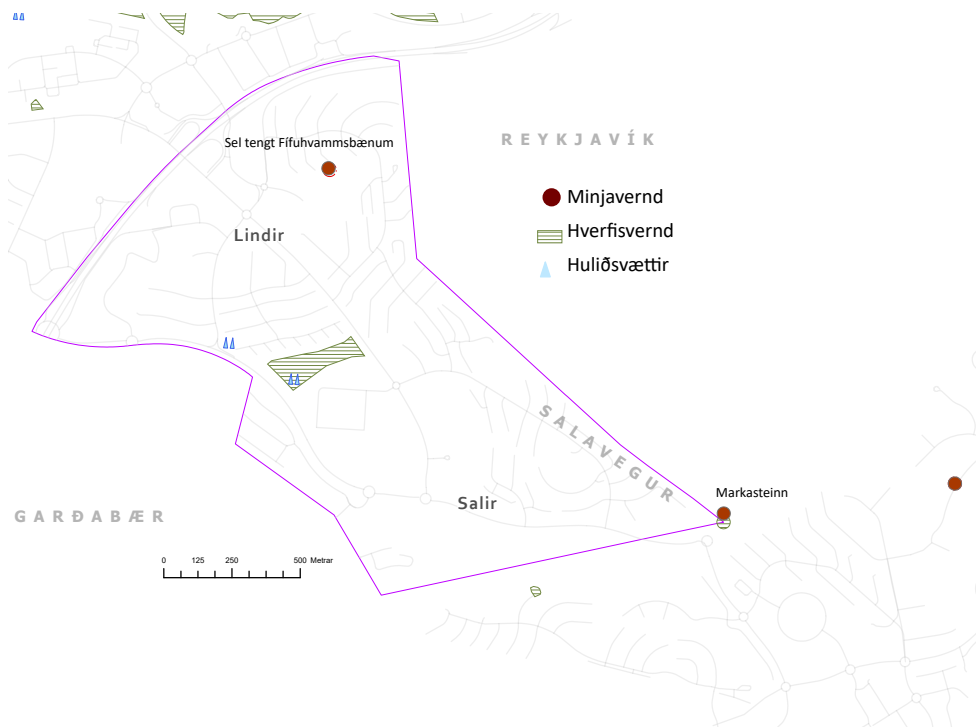 REYKJAVÍK
Sel tengt Fífuhvammsbænum
Minjavernd
Hverfisvernd
Huliðsvættir
Lindir
SALAVEGUR
Markasteinn
Salir
GARÐABÆR
0 125 250 500 Metrar